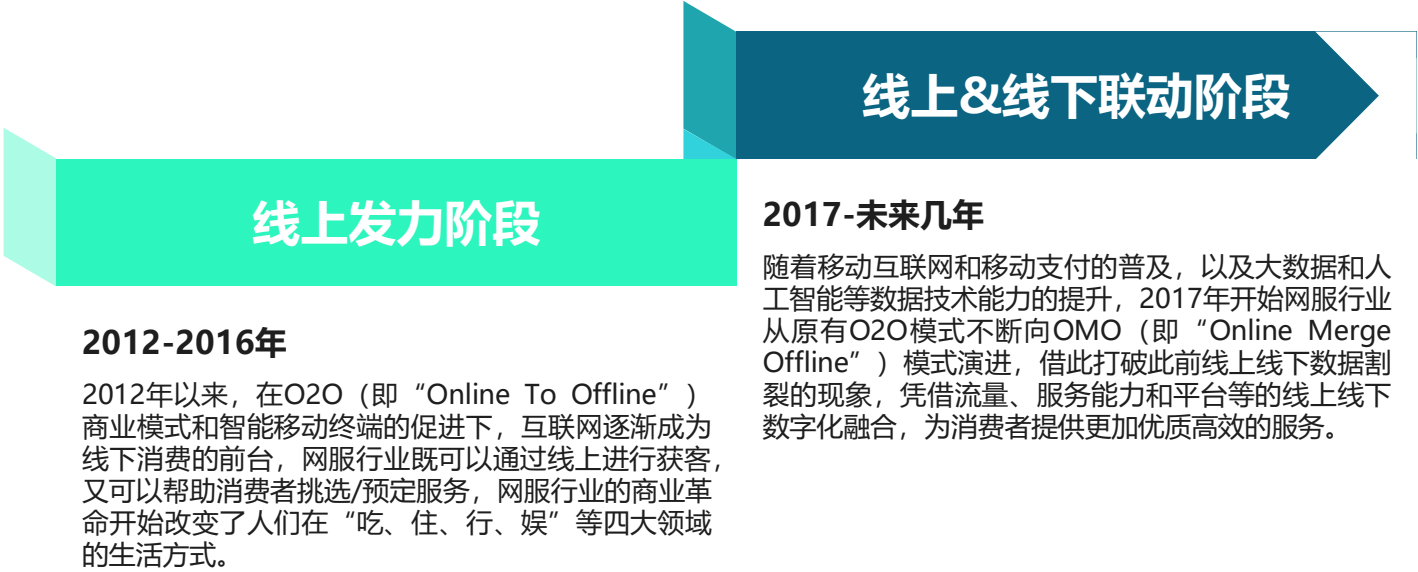 线上发力阶段
2012-2016年
2012年以来，在O2O（即“Online To Offline”）
商业模式和智能移动终端的促进下，互联网逐渐成为
线下消费的前台，网服行业既可以通过线上进行获客，
又可以帮助消费者挑选/预定服务，网服行业的商业革
命开始改变了人们在“吃、住、行、娱”等四大领域
的生活方式。
线上&线下联动阶段
2017-未来几年
随着移动互联网和移动支付的普及，以及大数据和人
工智能等数据技术能力的提升，2017年开始网服行业
从原有O2O模式不断向OMO（即“Online Merge
Offline”）模式演进，借此打破此前线上线下数据割
裂的现象，凭借流量、服务能力和平台等的线上线下
数字化融合，为消费者提供更加优质高效的服务。